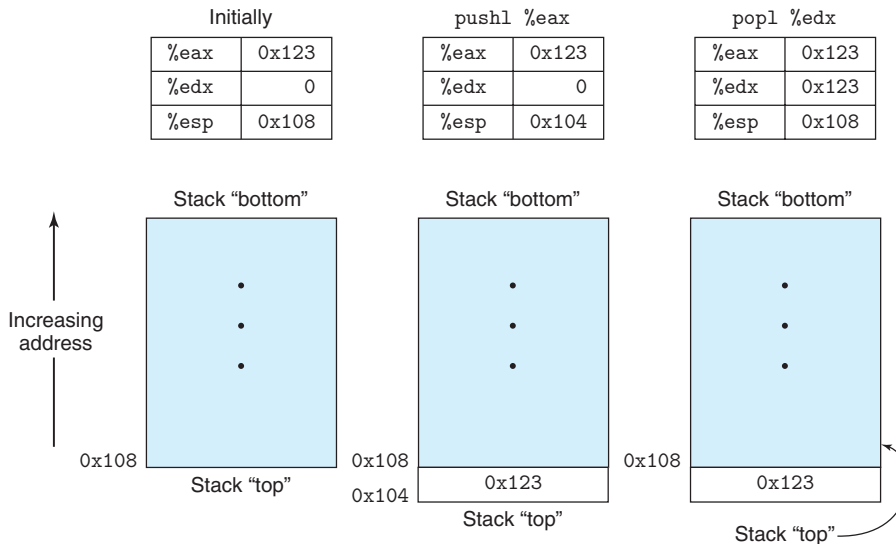 Initially
%eax 0x123
%edx 0
%esp 0x108
pushl %eax
%eax 0x123
%edx 0
%esp 0x104
popl %edx
%eax 0x123
%edx 0x123
%esp 0x108
Stack “bottom”
Stack “bottom”
Stack “bottom”
Increasing
address
0x108
Stack “top”
0x108
0x123
0x104
Stack “top”
0x108
0x123
Stack “top”